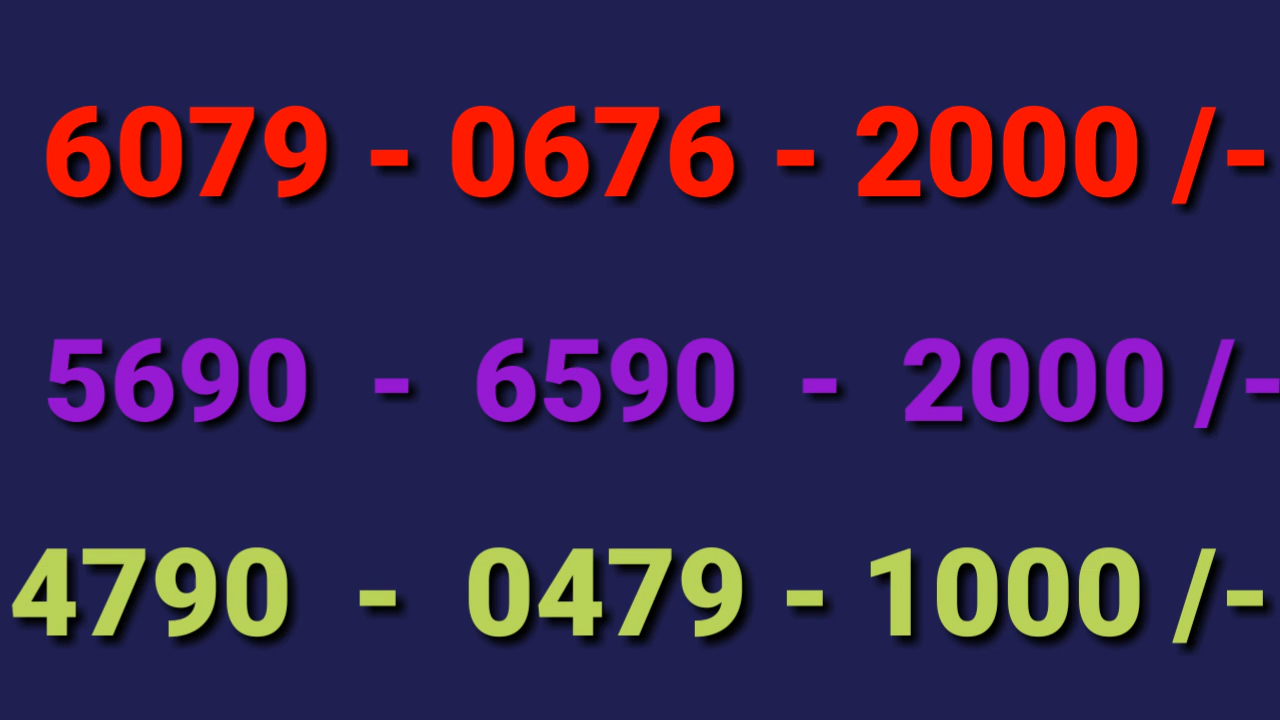 6079 - 0676 - 2000 /-
5690 - 6590 - 2000 /-
4790 - 0479 - 1000 /-